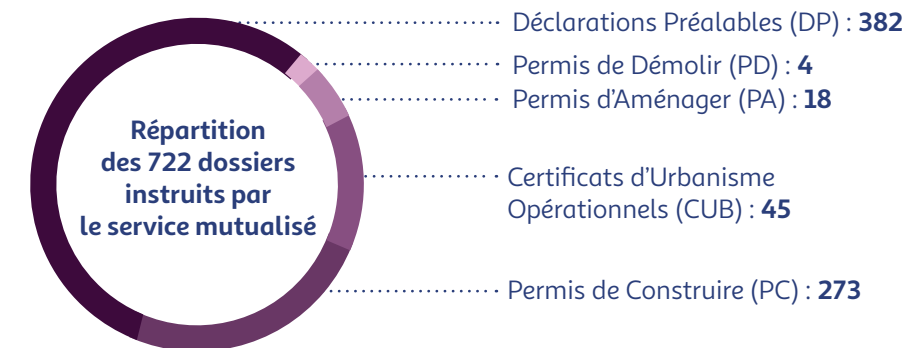 Répartition
des 722 dossiers
instruits par
le service mutualisé
Déclarations Préalables (DP) : 382
Permis de Démolir (PD) : 4
Permis d'Aménager (PA) : 18
Certificats d'Urbanisme
Opérationnels (CUB) : 45
Permis de Construire (PC) : 273